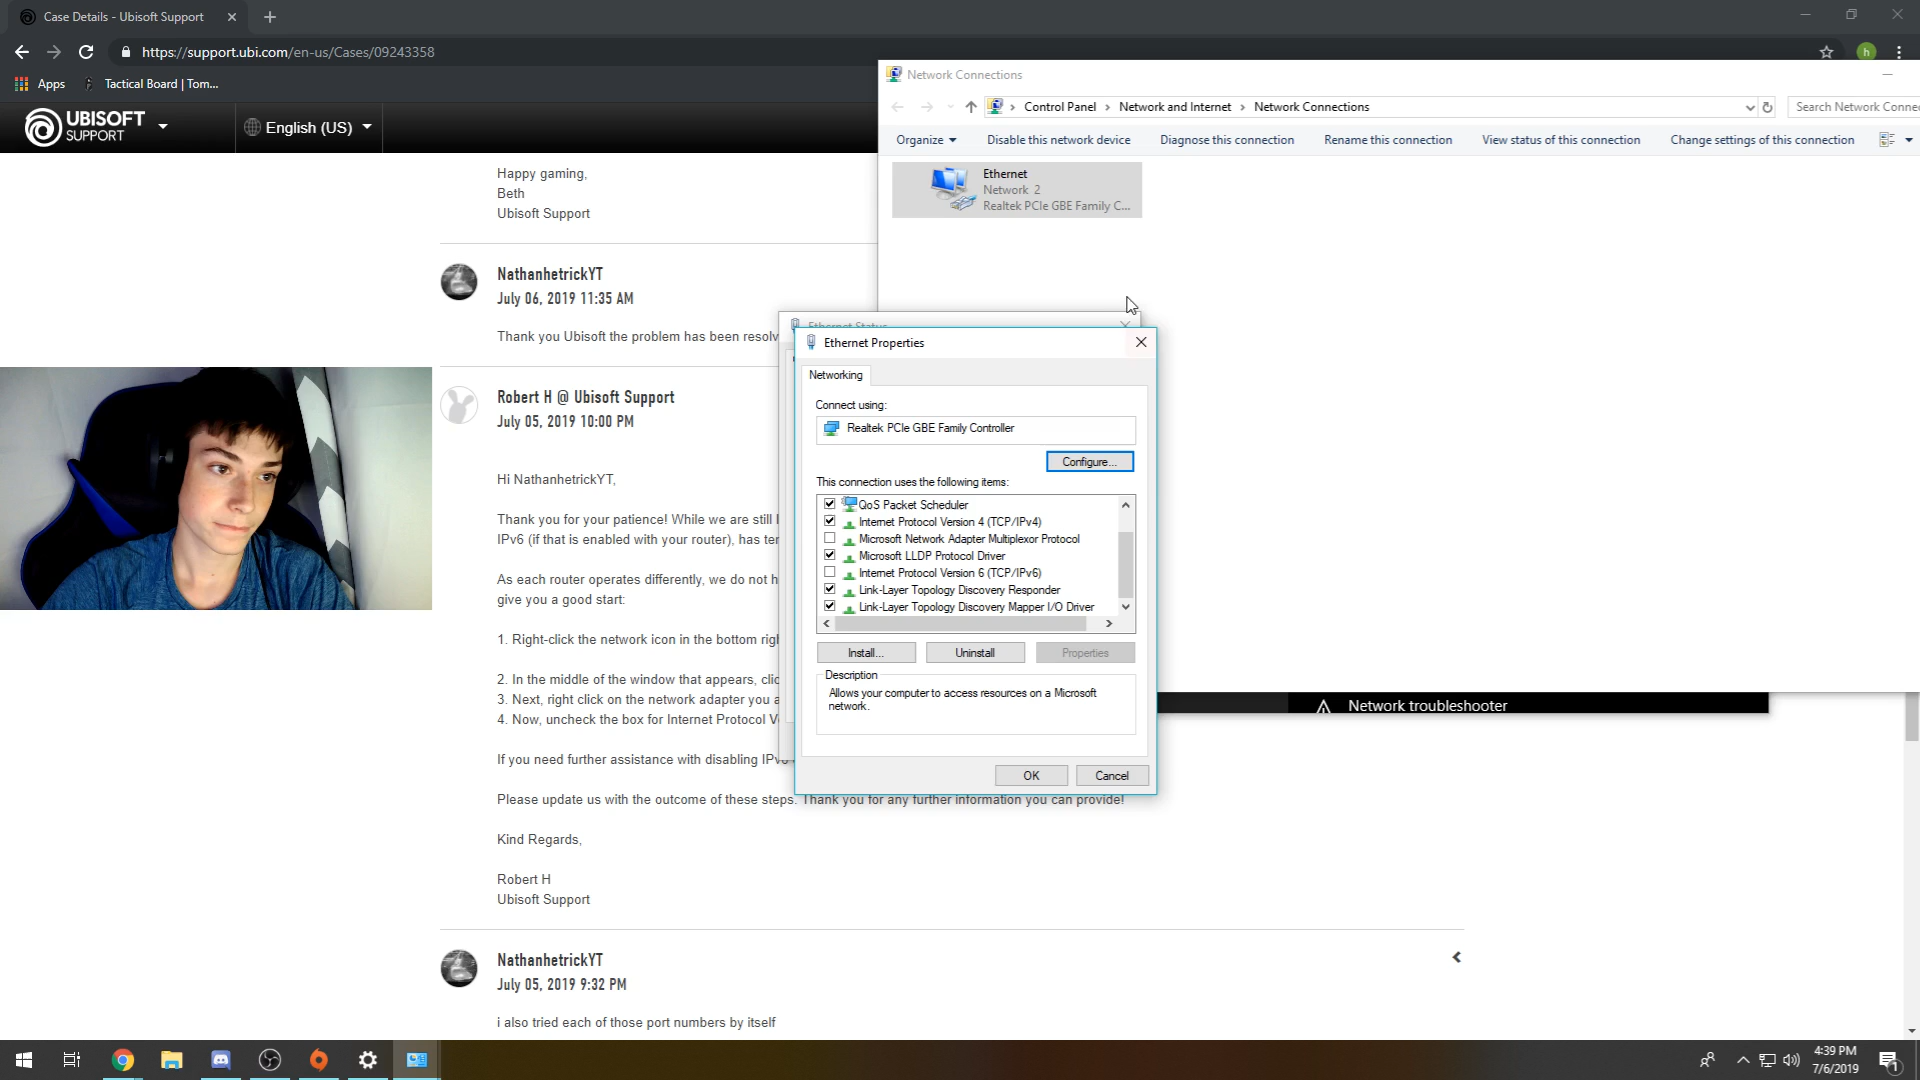 Case Details - Ubisoft Support
https://support.ubi.com/en-us/Cases/09243358
h
Apps
Tactical Board | Tom...
UBISOFT
SUPPORT
English (US)
Happy gaming,
Beth
Ubisoft Support
NathanhetrickYT
July 06, 2019 11:35 AM
Thank you Ubisoft the problem has been resolv
Robert H @ Ubisoft Support
July 05, 2019 10:00 PM
Hi NathanhetrickYT,
Thank you for your patience! While we are still
IPv6 (if that is enabled with your router), has
As each router operates differently, we do not h
give you a good start:
1. Right-click the network icon in the bottom righ
2. In the middle of the window that appears, clic
3. Next, right click on the network adapter you a
4. Now, uncheck the box for Internet Protocol V
If you need further assistance with disabling IPv6
Please update us with the outcome of these steps. Thank you for any further information you can provide!
Kind Regards,
Robert H
Ubisoft Support
NathanhetrickYT
July 05, 2019 9:32 PM
i also tried each of those port numbers by itself
Network Connections
Control Panel > Network and Internet > Network Connections
Search Network Conne
Organize
Disable this network device
Diagnose this connection
Rename this connection
View status of this connection
Change settings of this connection
Ethernet
Network 2
Realtek PCIe GBE Family C...
Ethernet Status
Ethernet Properties
Networking
Connect using:
Realtek PCIe GBE Family Controller
Configure...
This connection uses the following items:
QoS Packet Scheduler
Internet Protocol Version 4 (TCP/IPv4)
Microsoft Network Adapter Multiplexor Protocol
Microsoft LLDP Protocol Driver
Internet Protocol Version 6 (TCP/IPv6)
Link-Layer Topology Discovery Responder
Link-Layer Topology Discovery Mapper I/O Driver
Install...
Uninstall
Properties
Description
Allows your computer to access resources on a Microsoft
network.
OK
Cancel
Network troubleshooter
4:39 PM
7/6/2019
1